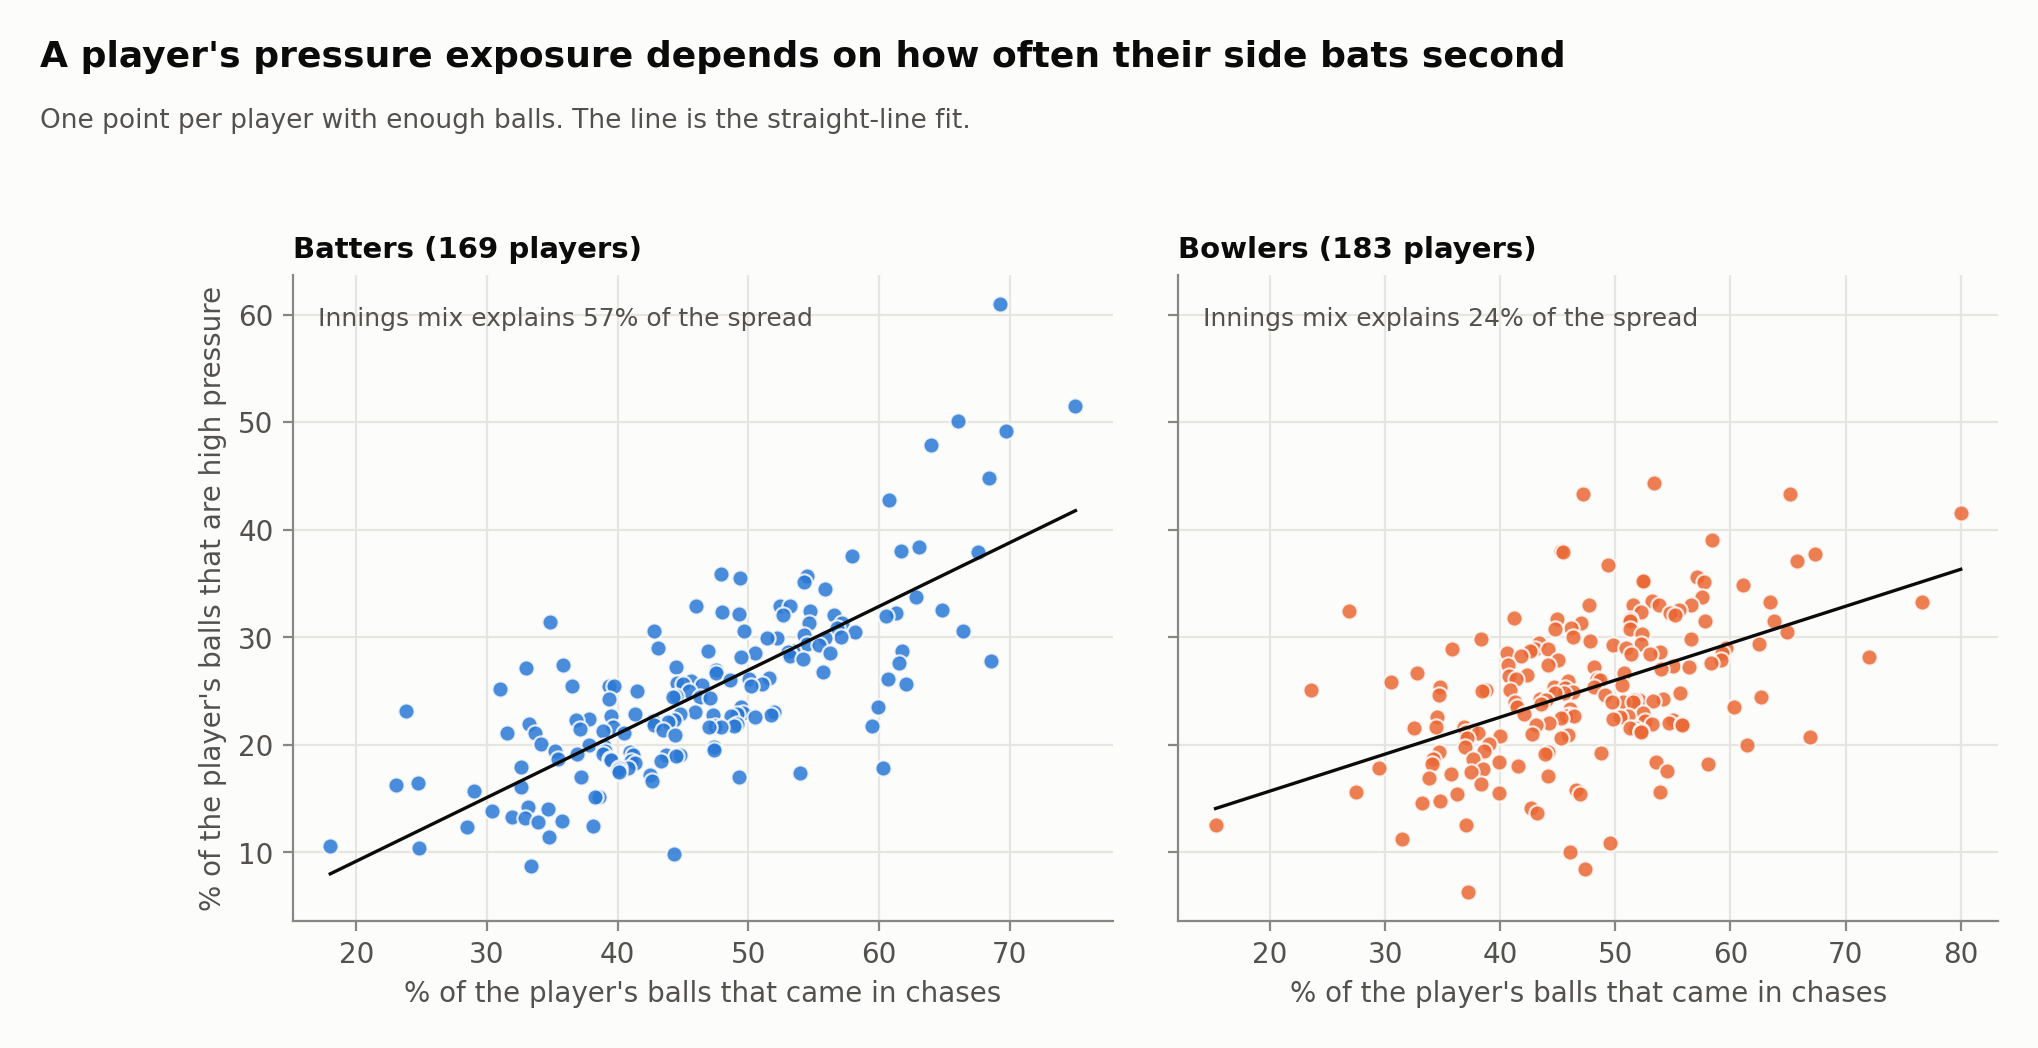 A player's pressure exposure depends on how often their side bats second
One point per player with enough balls. The line is the straight-line fit.
Batters (169 players)
Innings mix explains 57% of the spread
% of the player's balls that are high pressure
60
50
40
30
20
10
20 30 40 50 60 70
% of the player's balls that came in chases
Bowlers (183 players)
Innings mix explains 24% of the spread
20 30 40 50 60 70 80
% of the player's balls that came in chases